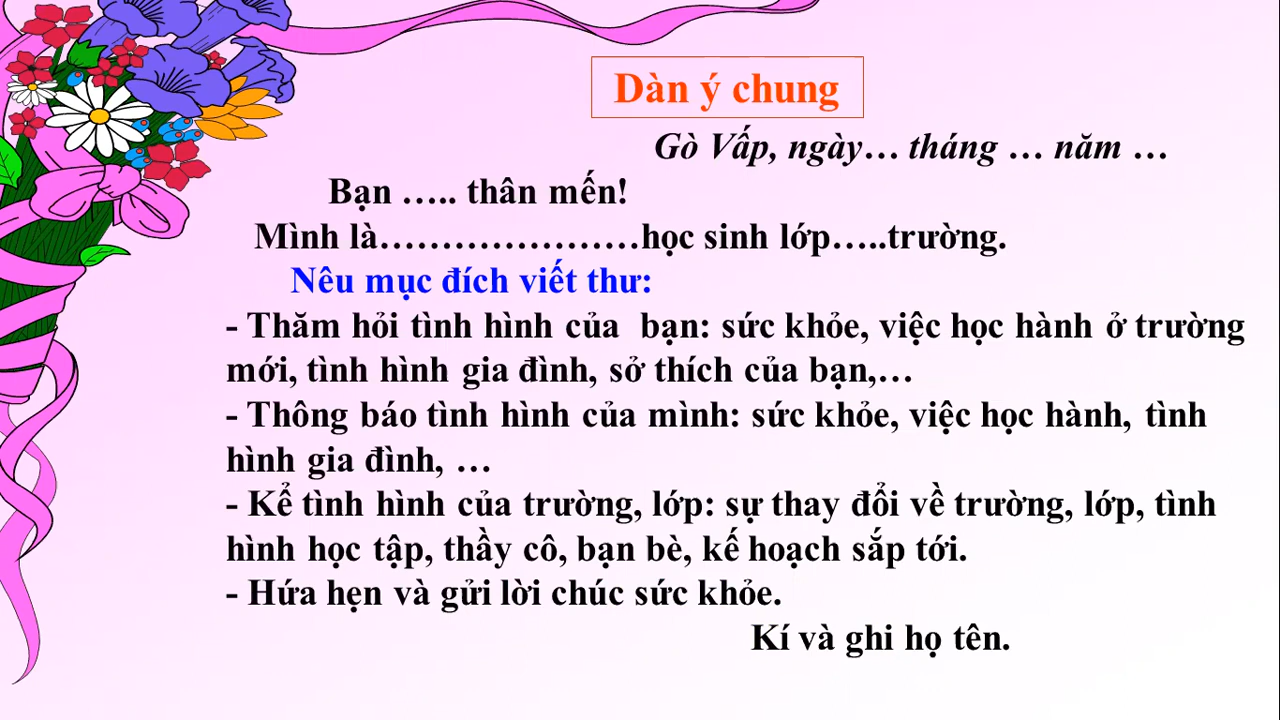 Dàn ý chung
Gò Vấp, ngày… tháng … năm …
Bạn ….. thân mến!
Mình là…………………học sinh lớp…..trường.
Nêu mục đích viết thư:
- Thăm hỏi tình hình của  bạn: sức khỏe, việc học hành ở trường
mới, tình hình gia đình, sở thích của bạn,…
- Thông báo tình hình của mình: sức khỏe, việc học hành, tình
hình gia đình, …
- Kể tình hình của trường, lớp: sự thay đổi về trường, lớp, tình
hình học tập, thầy cô, bạn bè, kế hoạch sắp tới.
- Hứa hẹn và gửi lời chúc sức khỏe.
Kí và ghi họ tên.